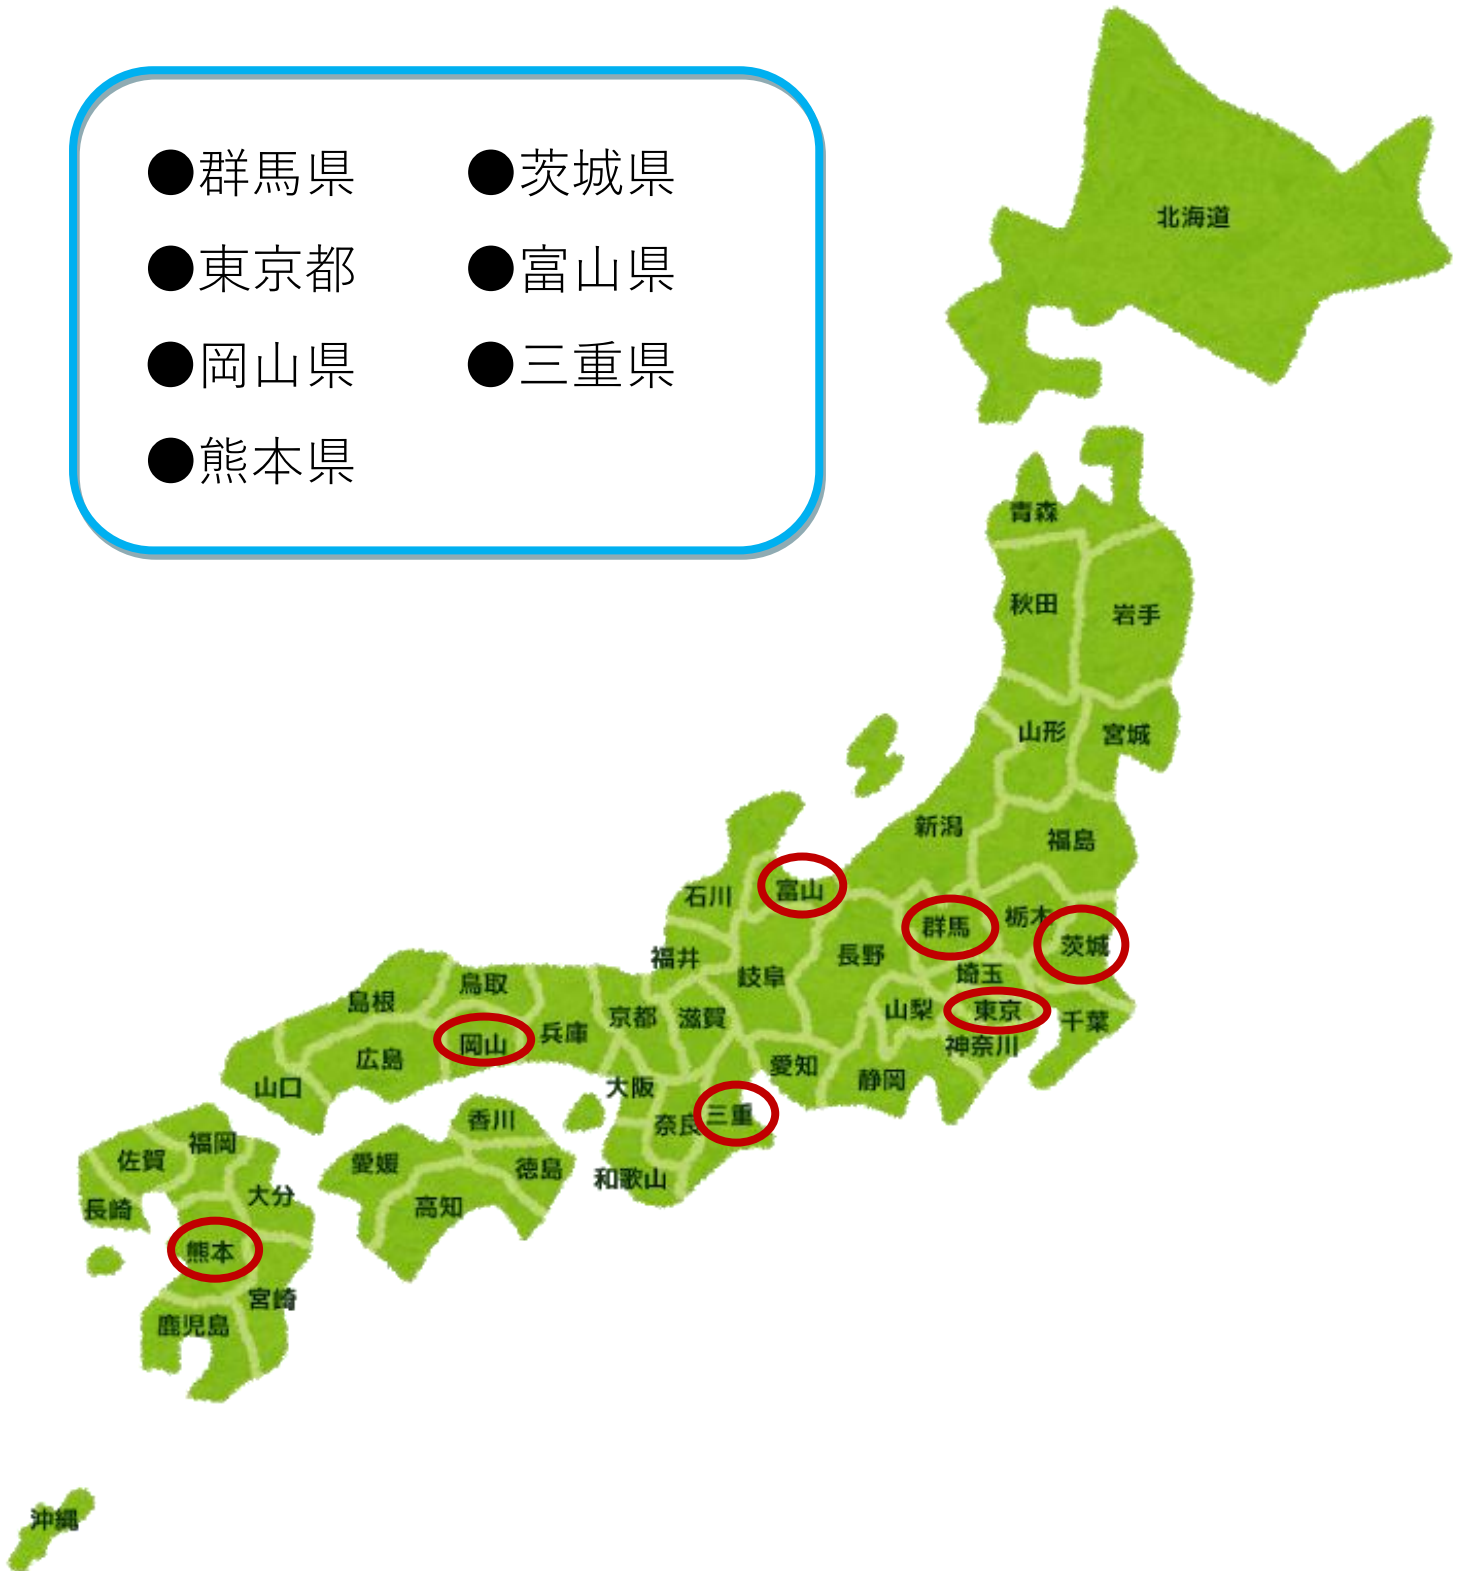 ●群馬県 ●茨城県
●東京都 ●富山県
●岡山県 ●三重県
●熊本県
北海道
青森
秋田
岩手
山形
宮城
新潟
福島
富山
石川
群馬
栃木
茨城
長野
福井
岐阜
埼玉
鳥取
島根
山梨
東京
京都
滋賀
千葉
兵庫
岡山
神奈川
広島
愛知
静岡
山口
大阪
三重
奈良
香川
福岡
佐賀
愛媛
徳島
和歌山
大分
高知
長崎
熊本
宮崎
鹿児島
沖縄